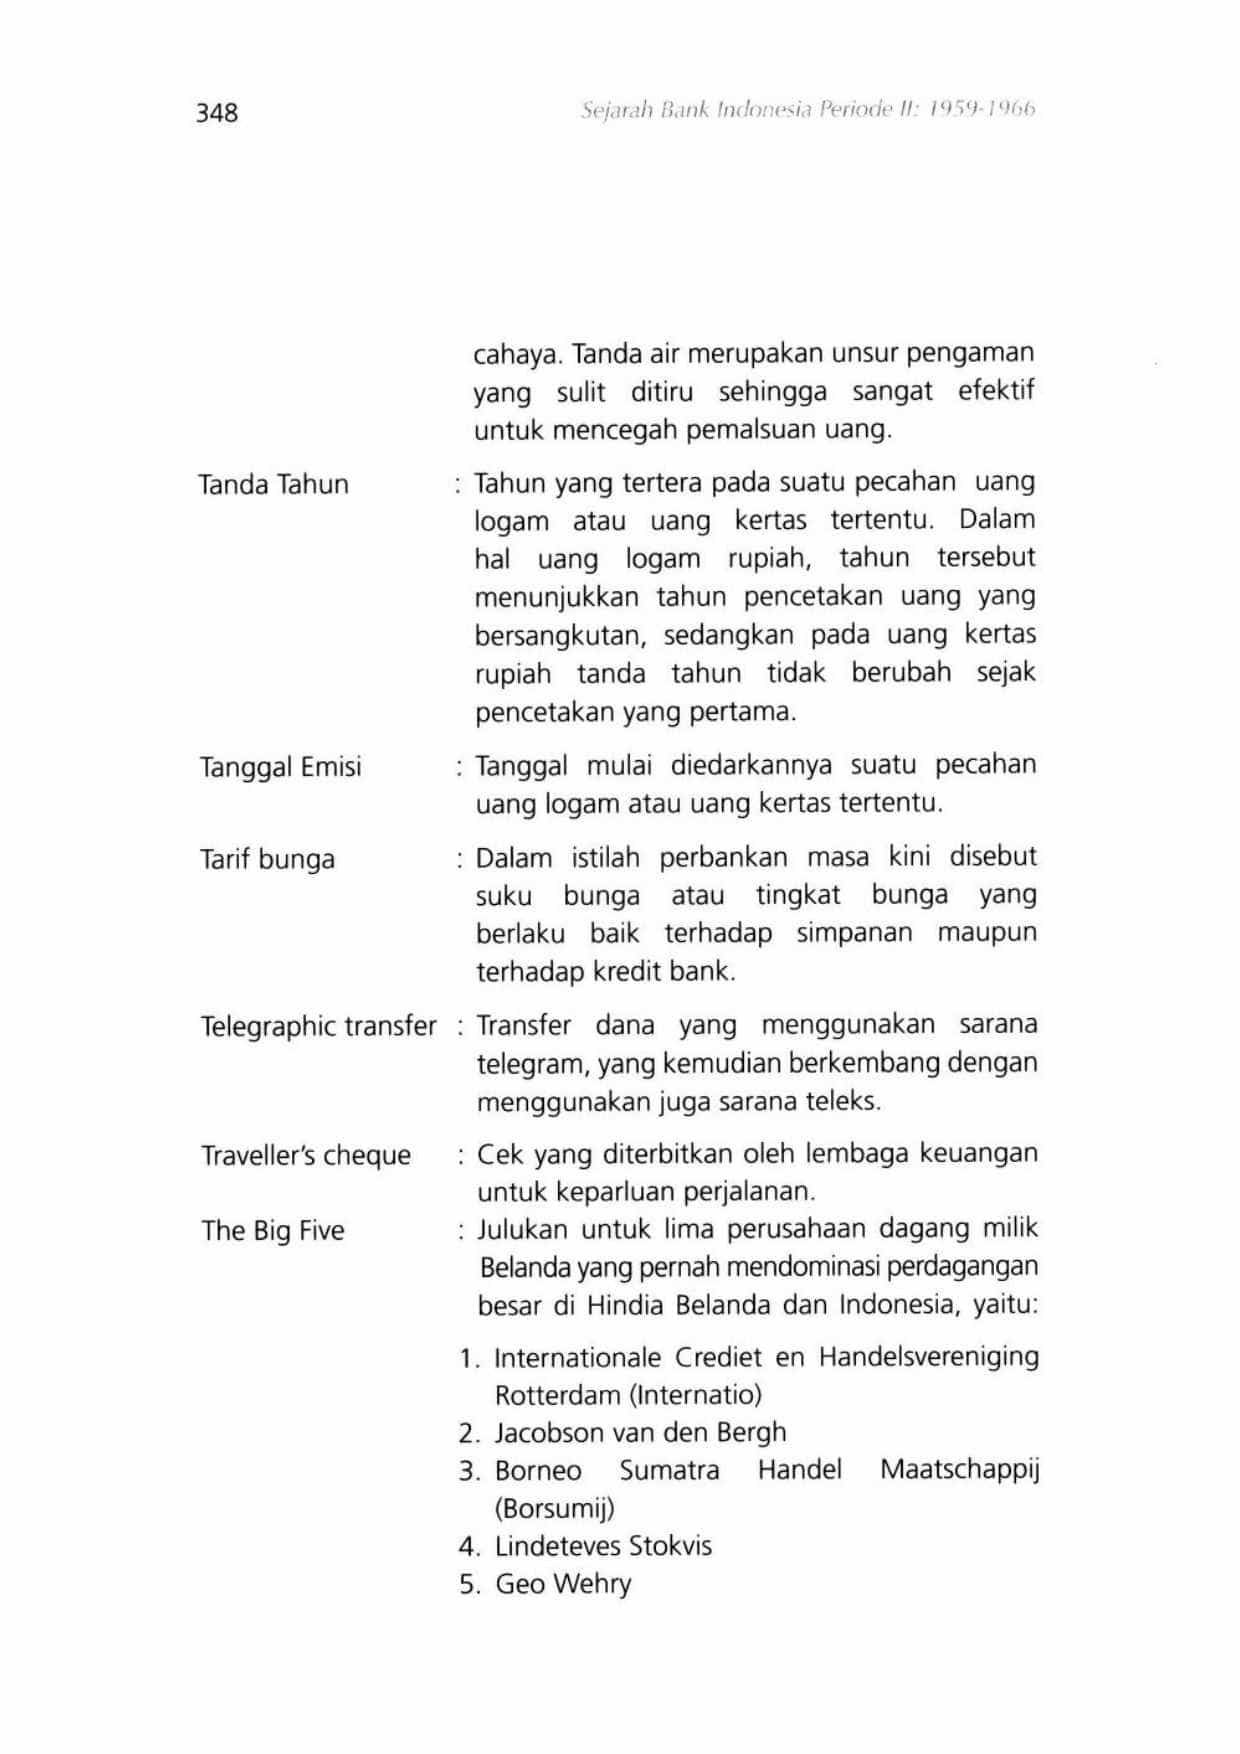 348
Sejarah Bank Indonesia Periode II: 1959-1966
cahaya. Tanda air merupakan unsur pengaman
yang sulit ditiru sehingga sangat efektif
untuk mencegah pemalsuan uang.
Tanda Tahun : Tahun yang tertera pada suatu pecahan uang
logam atau uang kertas tertentu. Dalam
hal uang logam rupiah, tahun tersebut
menunjukkan tahun pencetakan uang yang
bersangkutan, sedangkan pada uang kertas
rupiah tanda tahun tidak berubah sejak
pencetakan yang pertama.
Tanggal Emisi : Tanggal mulai diedarkannya suatu pecahan
uang logam atau uang kertas tertentu.
Tarif bunga : Dalam istilah perbankan masa kini disebut
suku bunga atau tingkat bunga yang
berlaku baik terhadap simpanan maupun
terhadap kredit bank.
Telegraphic transfer : Transfer dana yang menggunakan sarana
telegram, yang kemudian berkembang dengan
menggunakan juga sarana teleks.
Traveller's cheque : Cek yang diterbitkan oleh lembaga keuangan
untuk keparluan perjalanan.
The Big Five : Julukan untuk lima perusahaan dagang milik
Belanda yang pernah mendominasi perdagangan
besar di Hindia Belanda dan Indonesia, yaitu:
1. Internationale Crediet en Handelsvereniging
Rotterdam (Internatio)
2. Jacobson van den Bergh
3. Borneo Sumatra Handel Maatschappij
(Borsumij)
4. Lindeteves Stokvis
5. Geo Wehry